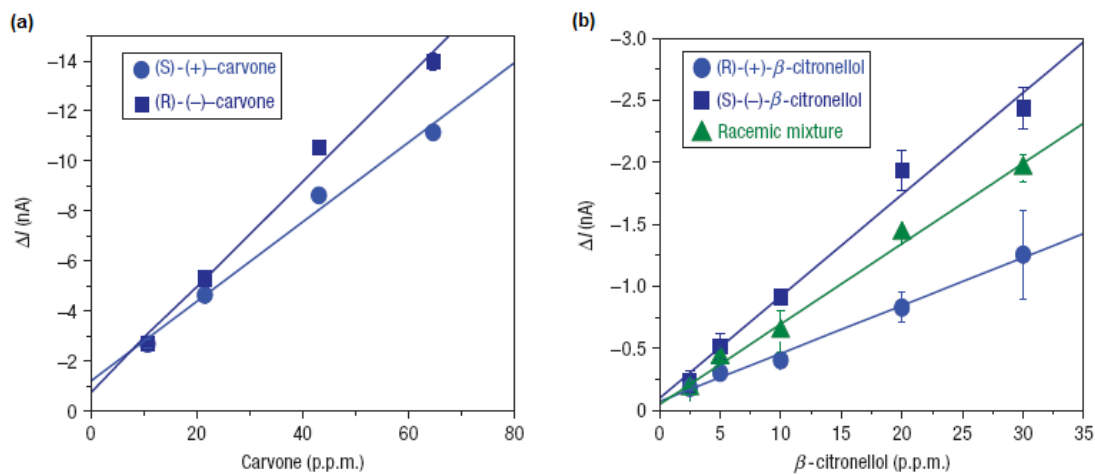 (a)
(S)-(+)–carvone
(R)-(–)–carvone
–14
–12
–10
–8
–6
–4
–2
0
ΔI (nA)
0 20 40 60 80
Carvone (p.p.m.)
(b)
(R)-(+)-β-citronellol
(S)-(–)-β-citronellol
Racemic mixture
–3.0
–2.5
–2.0
–1.5
–1.0
–0.5
0
ΔI (nA)
0 5 10 15 20 25 30 35
β-citronellol (p.p.m.)